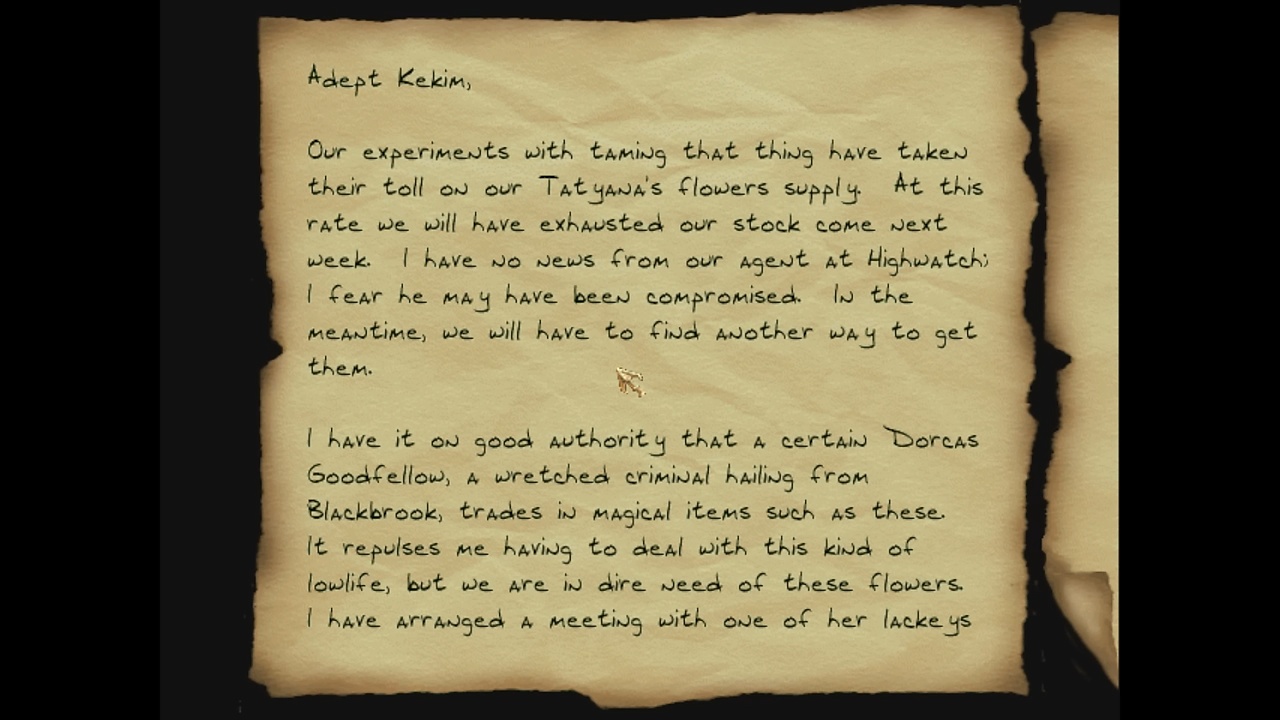 Adept Kekim,
Our experiments with taming that thing have taken
their toll on our Tatyana's flowers supply. At this
rate we will have exhausted our stock come next
week. I have no news from our agent at Highwatch;
I fear he may have been compromised. In the
meantime, we will have to find another way to get
them.
I have it on good authority that a certain Dorcas
Goodfellow, a wretched criminal hailing from
Blackbrook, trades in magical items such as these.
It repulses me having to deal with this kind of
lowlife, but we are in dire need of these flowers.
I have arranged a meeting with one of her lackeys